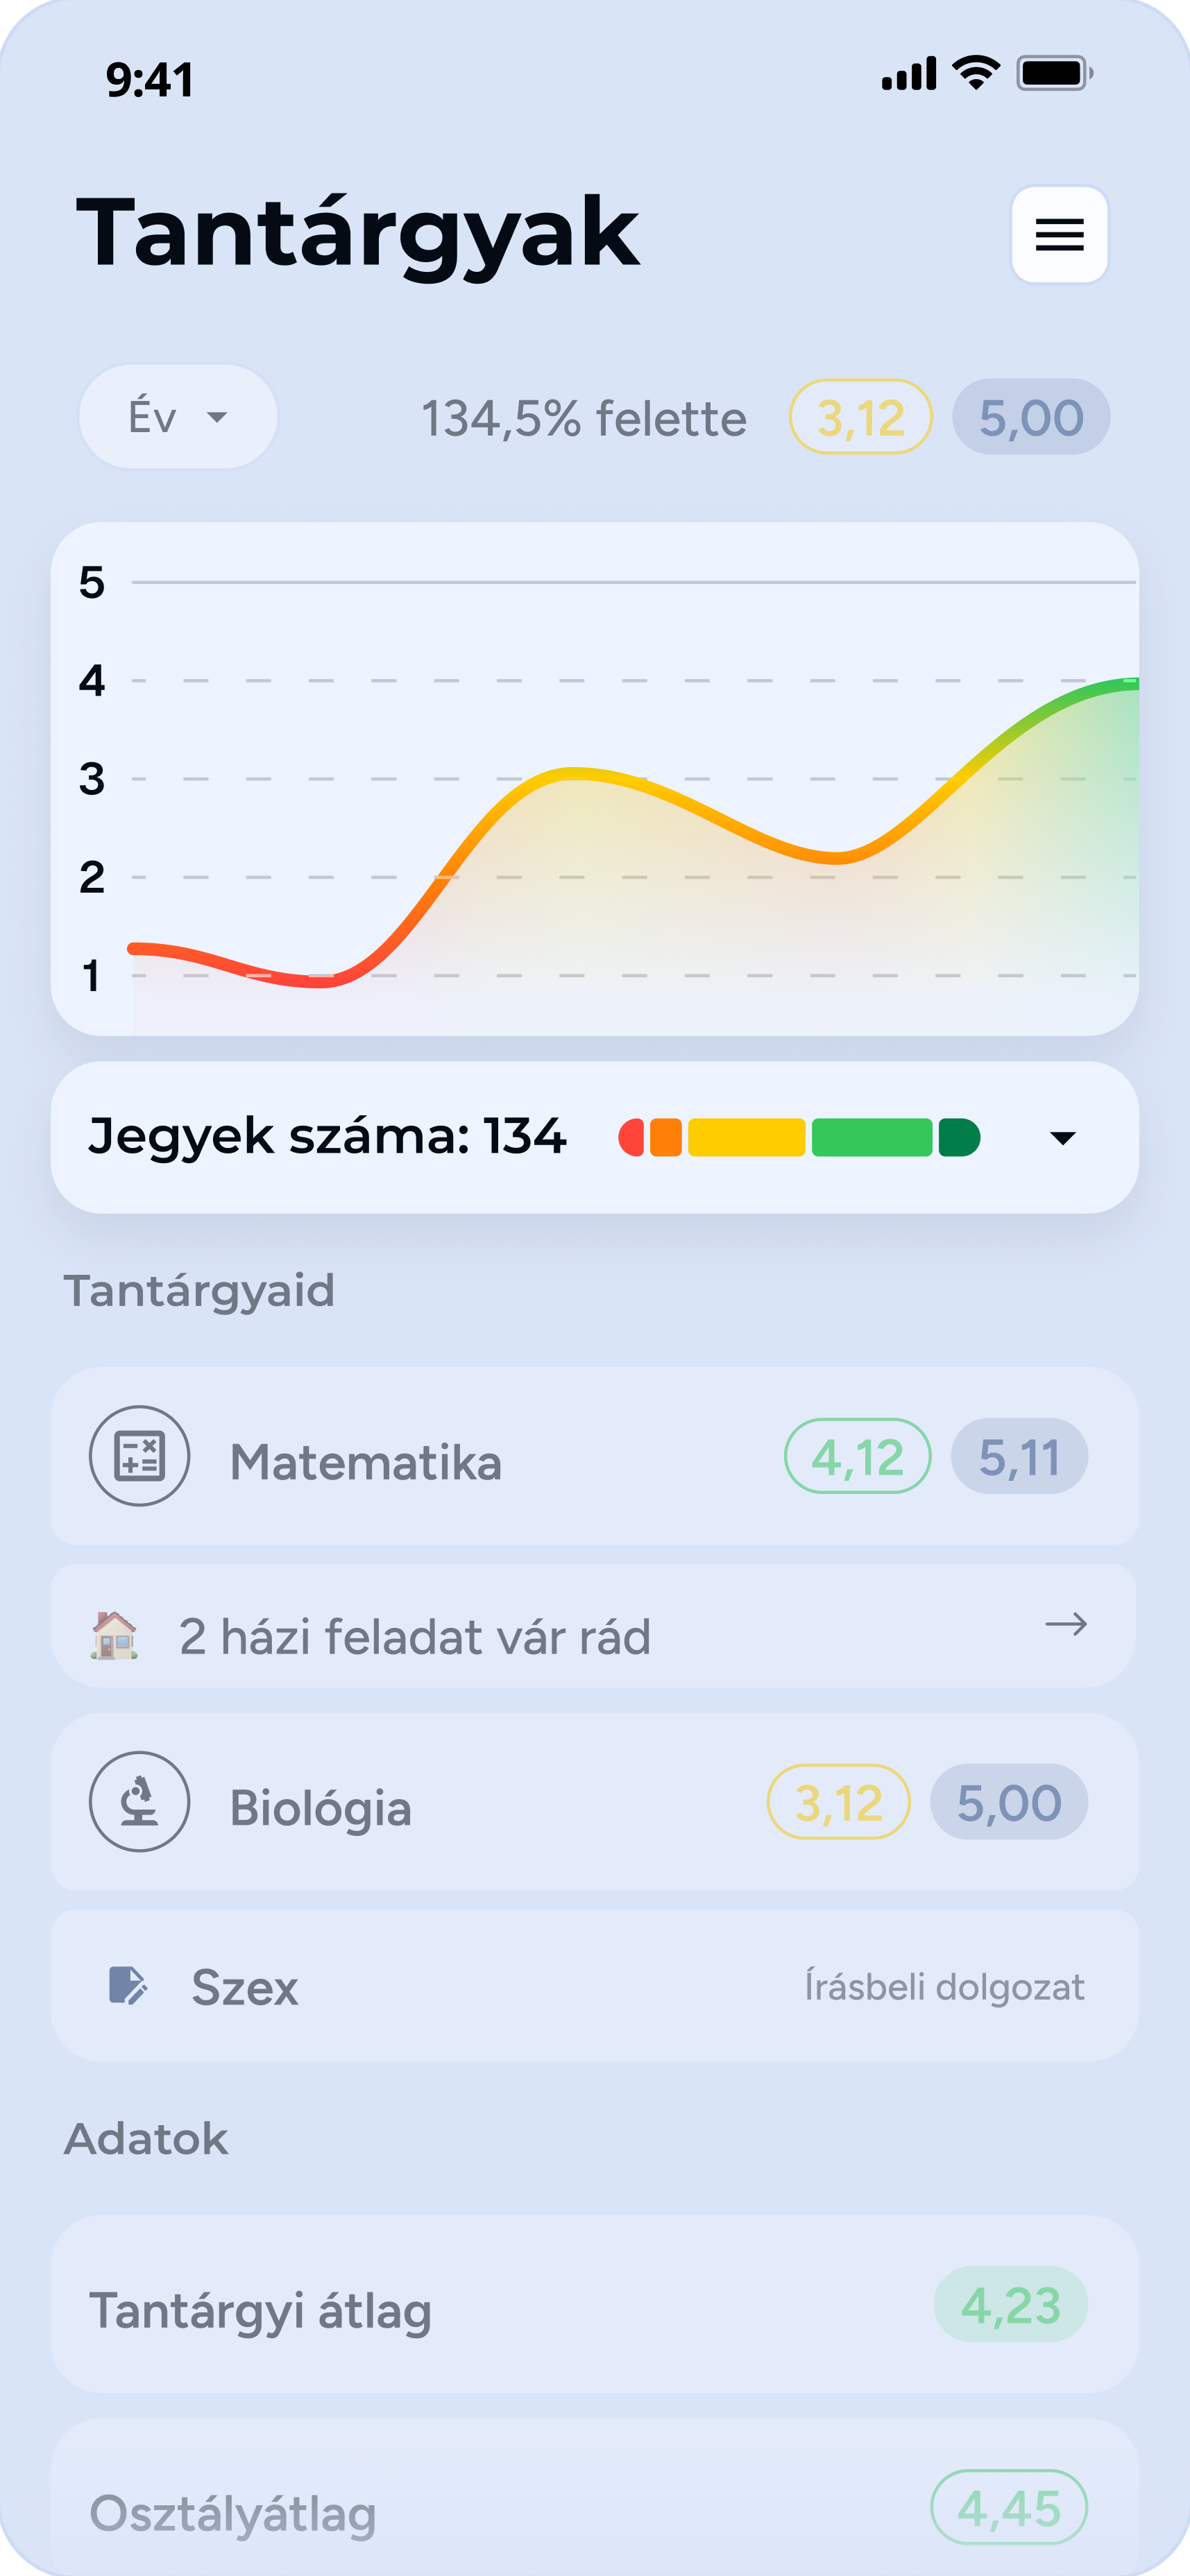 9:41
Tantárgyak
Év
134,5% felette 3,12 5,00
5
4
3
2
1
Jegyek száma: 134
Tantárgyaid
Matematika 4,12 5,11
2 házi feladat vár rád
Biológia 3,12 5,00
Szex Írásbeli dolgozat
Adatok
Tantárgyi átlag 4,23
Osztályátlag 4,45